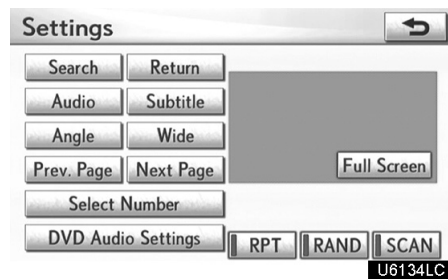 Settings
Search Return
Audio Subtitle
Angle Wide
Prev. Page Next Page Full Screen
Select Number
DVD Audio Settings RPT RAND SCAN
U6134LC